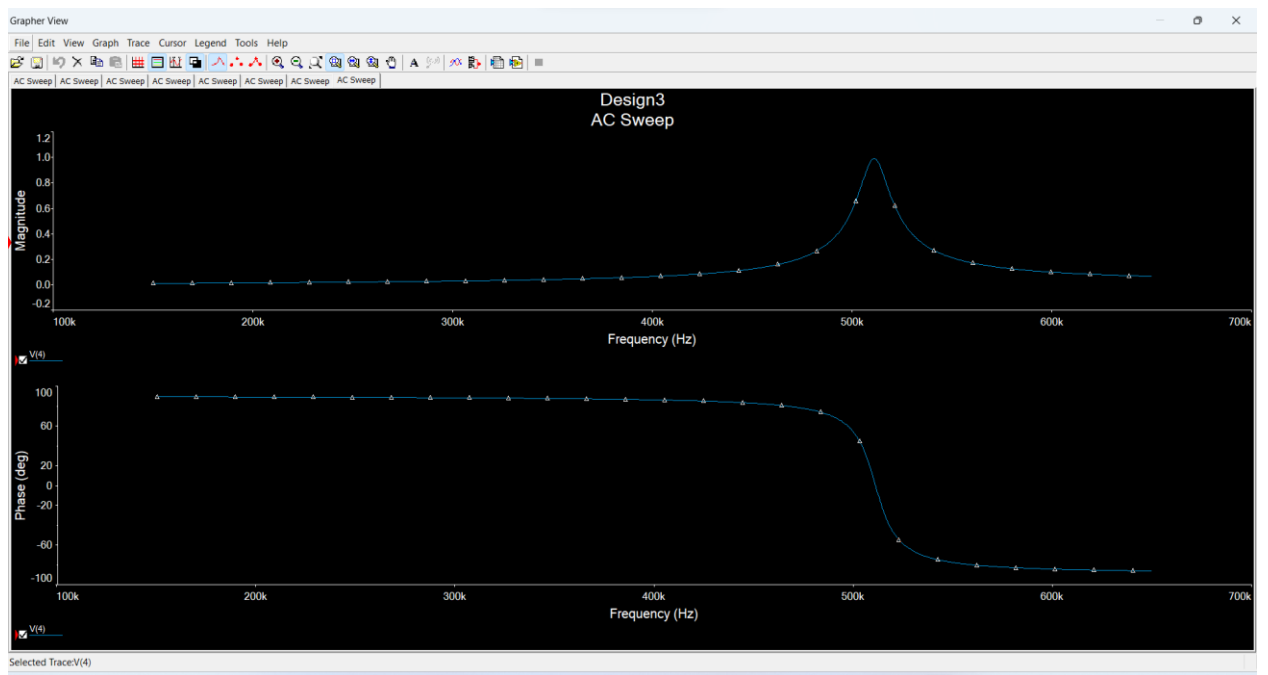 Grapher View
File Edit View Graph Trace Cursor Legend Tools Help
A
AC Sweep AC Sweep AC Sweep AC Sweep AC Sweep AC Sweep AC Sweep AC Sweep
Design3
AC Sweep
Magnitude
1.2
1.0
0.8
0.6
0.4
0.2
0.0
-0.2
100k 200k 300k 400k 500k 600k 700k
Frequency (Hz)
V(4)
Phase (deg)
100
60
20
0
-20
-60
-100
100k 200k 300k 400k 500k 600k 700k
Frequency (Hz)
V(4)
Selected Trace:V(4)